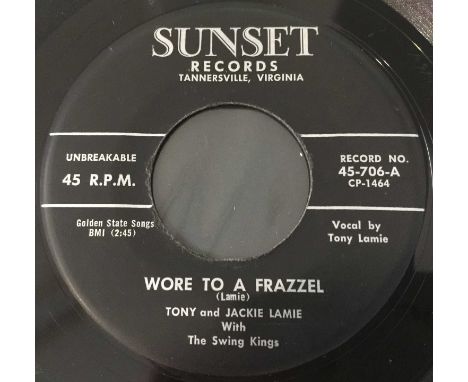 SUNSET
RECORDS
TANNERSVILLE, VIRGINIA
UNBREAKABLE
45 R.P.M.
RECORD NO.
45-706-A
CP-1464
Golden State Songs
BMI (2:45)
Vocal by
Tony Lamie
WORE TO A FRAZZEL
(Lamie)
TONY and JACKIE LAMIE
With
The Swing Kings